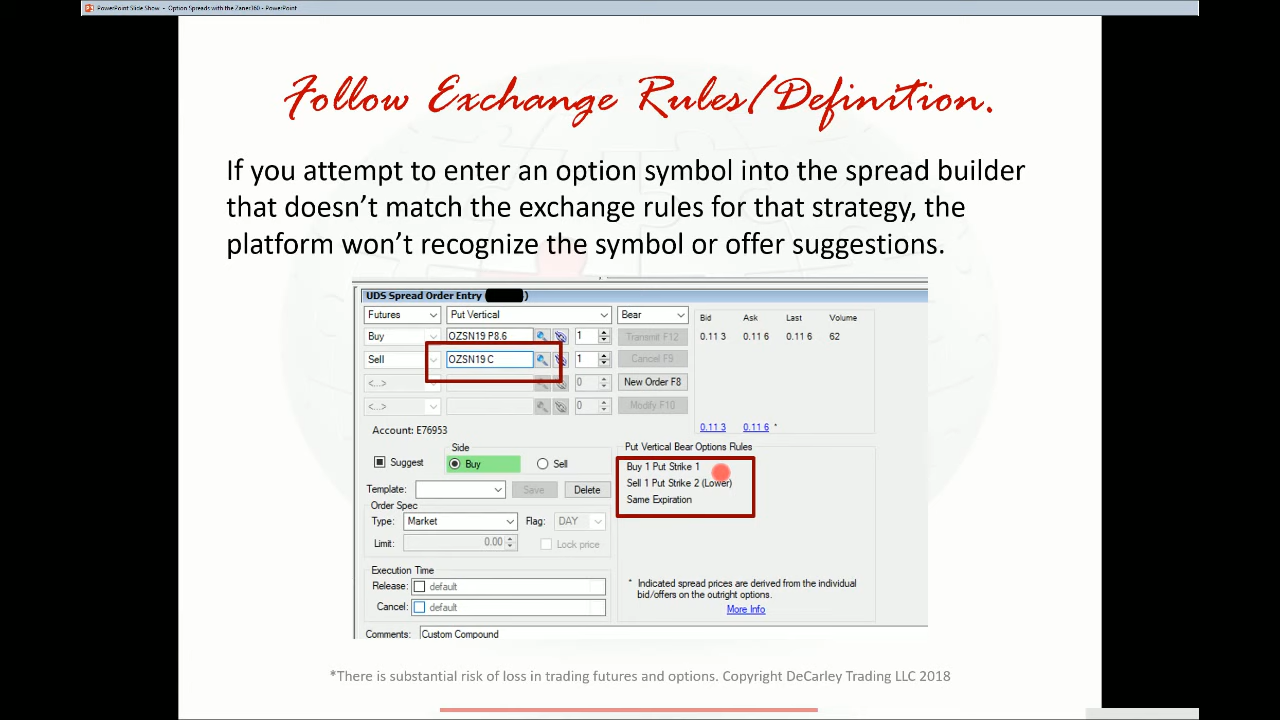 PowerPoint Slide Show - Option Spreads with the Zaner360 - PowerPoint
Follow Exchange Rules/Definition.
If you attempt to enter an option symbol into the spread builder
that doesn’t match the exchange rules for that strategy, the
platform won’t recognize the symbol or offer suggestions.
UDS Spread Order Entry ( )
Futures Put Vertical Bear Bid Ask Last Volume
Buy OZSN19 P8.6 1 Transmit F12 0.11 3 0.11 6 0.11 6 62
Sell OZSN19 C 1 Cancel F9
<...> 0 New Order F8
<...> 0 Modify F10
0.11 3 0.11 6 *
Account: E76953
Side Put Vertical Bear Options Rules
Suggest Buy Sell Buy 1 Put Strike 1
Sell 1 Put Strike 2 (Lower)
Template: Save Delete Same Expiration
Order Spec
Type: Market Flag: DAY
Limit: 0.00 Lock price
Execution Time
Release: default
Cancel: default
* Indicated spread prices are derived from the individual
bid/offers on the outright options.
More Info
Comments: Custom Compound
*There is substantial risk of loss in trading futures and options. Copyright DeCarley Trading LLC 2018